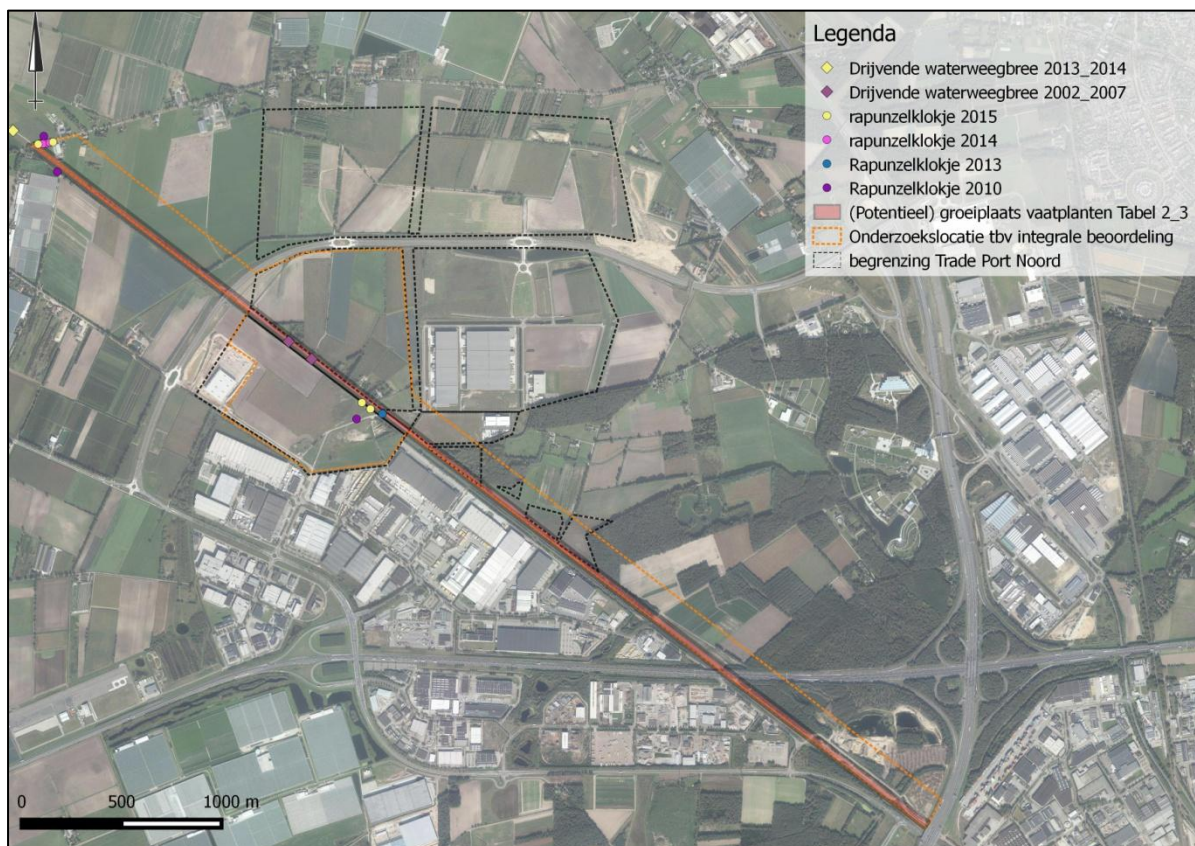 Legenda
Drijvende waterweegbree 2013_2014
Drijvende waterweegbree 2002_2007
rapunzelklokje 2015
rapunzelklokje 2014
Rapunzelklokje 2013
Rapunzelklokje 2010
(Potentieel) groeiplaats vaatplanten Tabel 2_3
Onderzoekslocatie tbv integrale beoordeling
begrenzing Trade Port Noord
0 500 1000 m